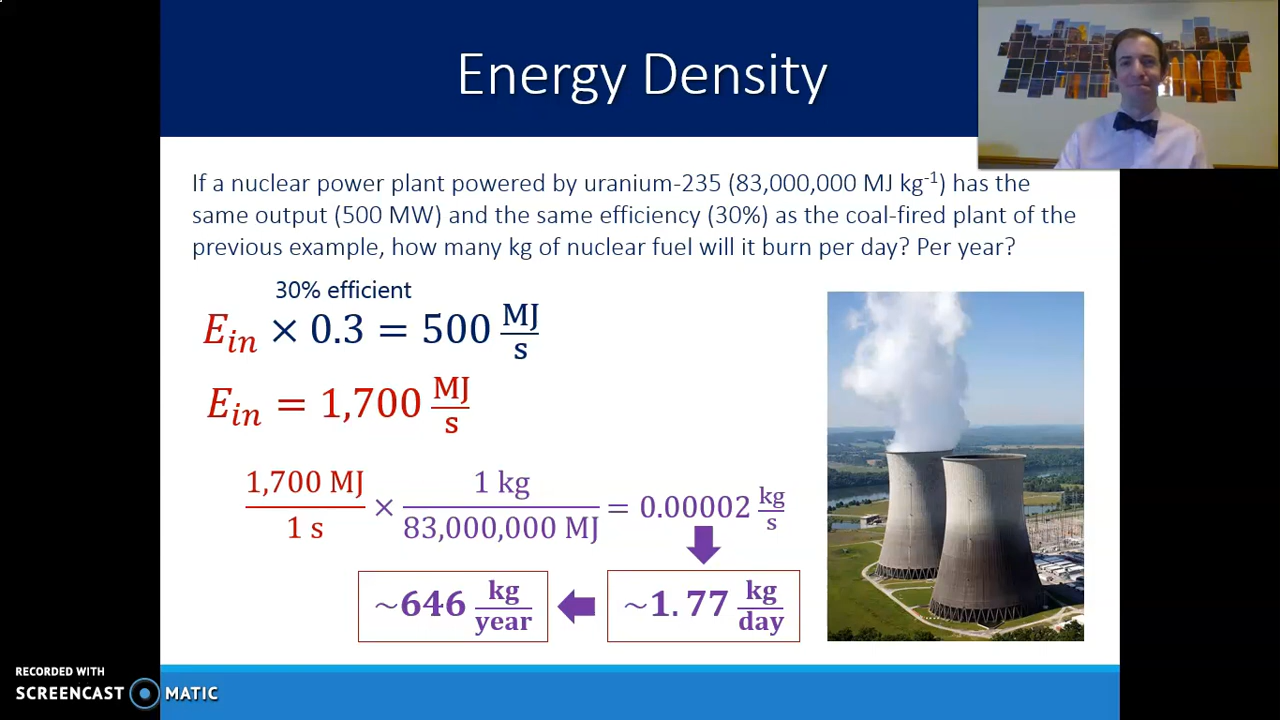 Energy Density
If a nuclear power plant powered by uranium-235 (83,000,000 MJ kg⁻¹) has the
same output (500 MW) and the same efficiency (30%) as the coal-fired plant of the
previous example, how many kg of nuclear fuel will it burn per day? Per year?
30% efficient
E_in × 0.3 = 500 MJ/s
E_in = 1,700 MJ/s
1,700 MJ/1 s × 1 kg/83,000,000 MJ = 0.00002 kg/s
~646 kg/year
~1.77 kg/day
RECORDED WITH
SCREENCAST MATIC